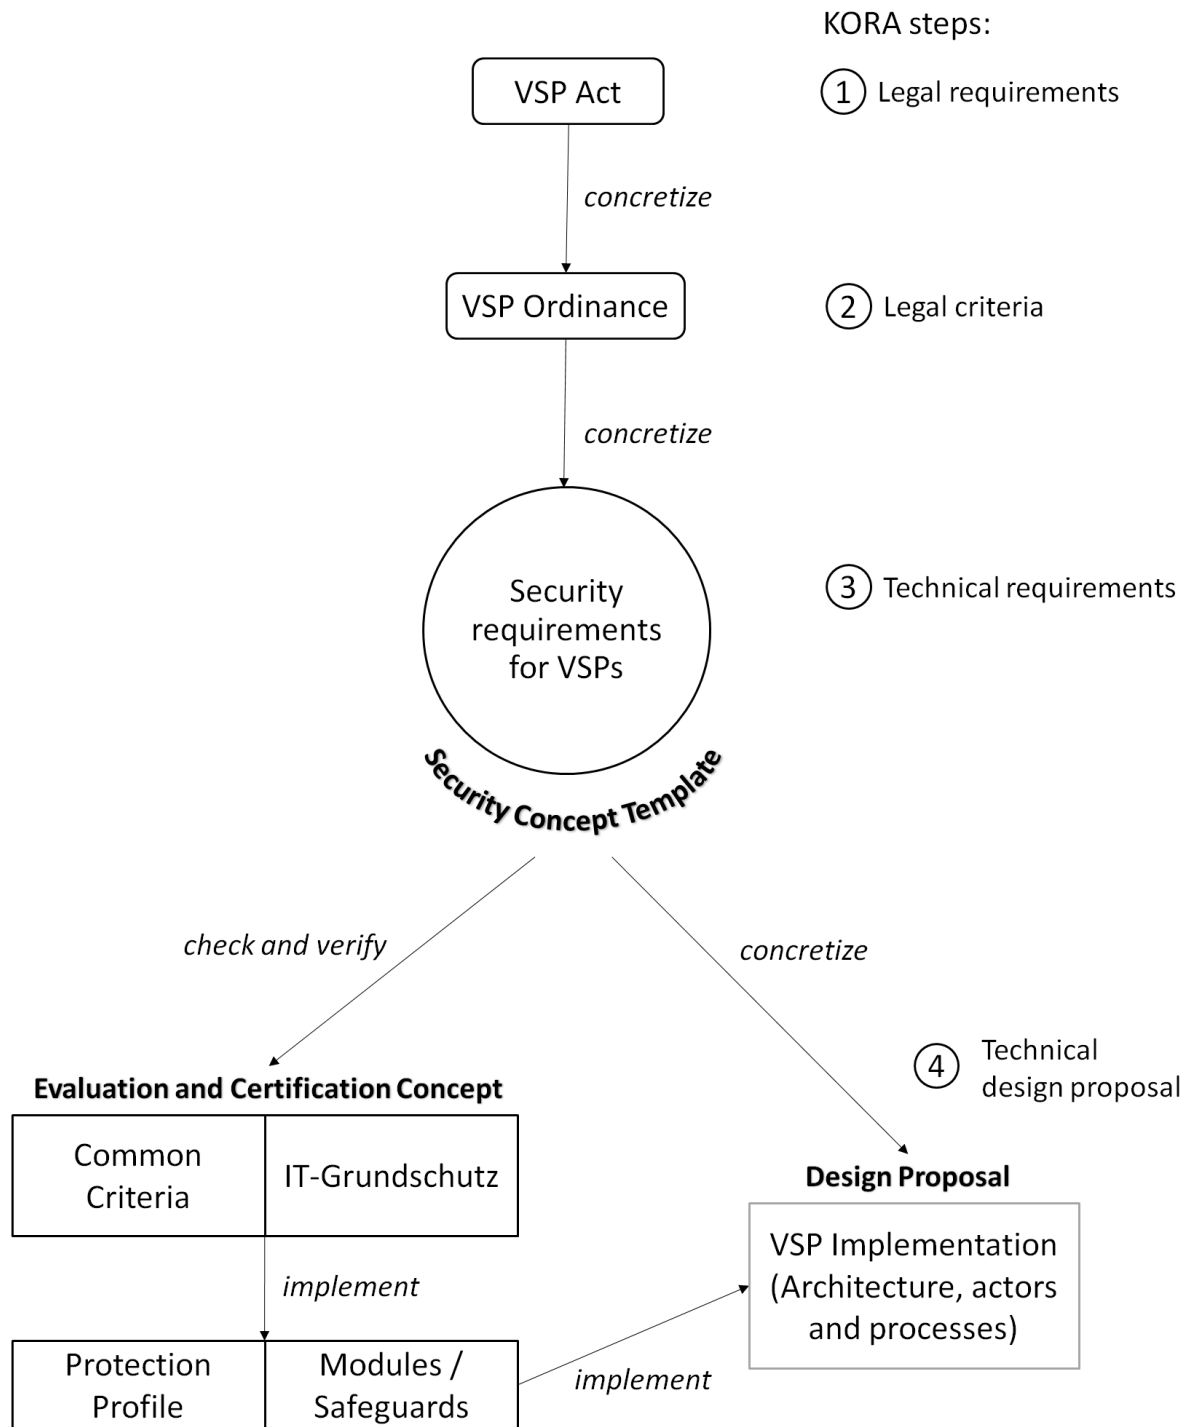 KORA steps:
VSP Act
1 Legal requirements
concretize
VSP Ordinance
2 Legal criteria
concretize
Security
requirements
for VSPs
3 Technical requirements
Security Concept Template
check and verify
concretize
4 Technical
design proposal
Evaluation and Certification Concept
Common
Criteria
IT-Grundschutz
Design Proposal
VSP Implementation
(Architecture, actors
and processes)
implement
Protection
Profile
Modules /
Safeguards
implement